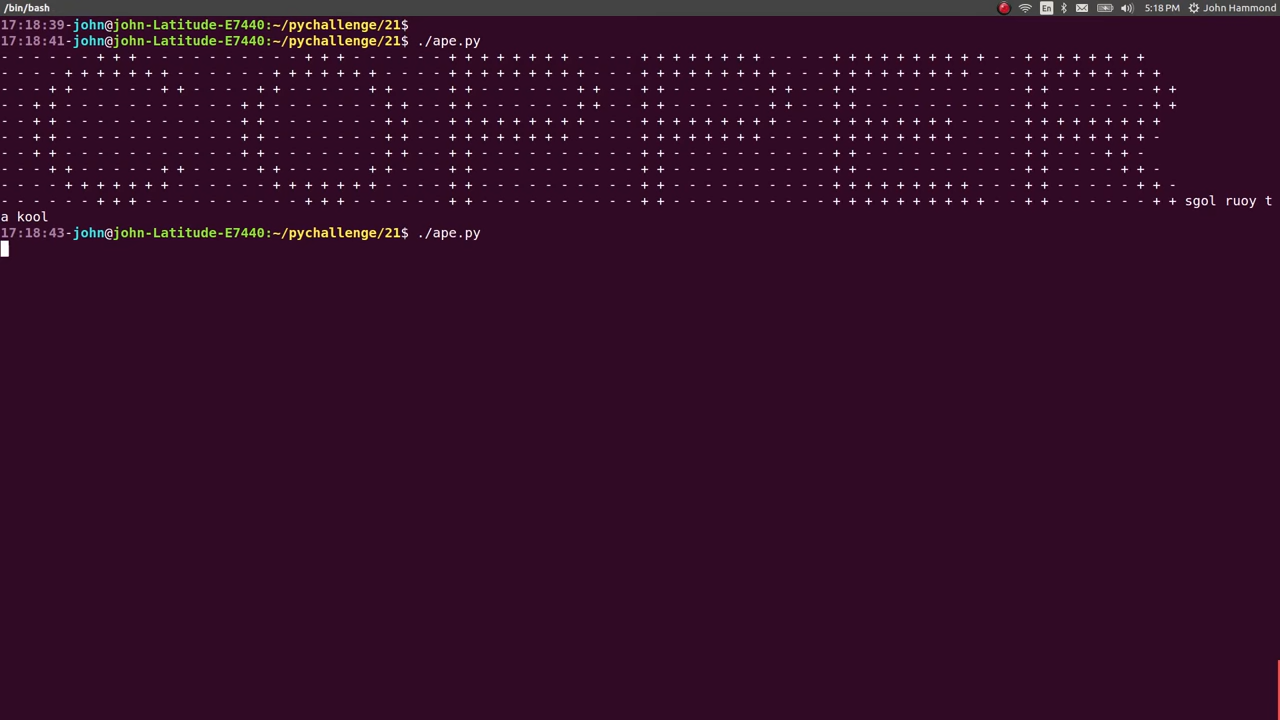 /bin/bash
En
5:18 PM
John Hammond
17:18:39-john@john-Latitude-E7440:~/pychallenge/21$
17:18:41-john@john-Latitude-E7440:~/pychallenge/21$ ./ape.py
- - - - - - + + + - - - - - - - - - - + + + - - - - - - + + + + + + + + - - - - + + + + + + + + - - - - + + + + + + + + + + - - + + + + + + + +
- - - - + + + + + + + - - - - - - + + + + + + + - - - - + + + + + + + + + - - - + + + + + + + + + - - - + + + + + + + + + - - - + + + + + + + + +
- - - + + - - - - - + + - - - - + + - - - - - + + - - - + + - - - - - - + + - - + + - - - - - - + + - - + + - - - - - - - - - - + + - - - - - - + +
- - + + - - - - - - - - - - - + + - - - - - - - + + - - + + - - - - - - + + - - + + - - - - - - + + - - + + - - - - - - - - - - + + - - - - - - + +
- - + + - - - - - - - - - - - + + - - - - - - - + + - - + + + + + + + + + - - - + + + + + + + + + - - - + + + + + + + + - - - - + + + + + + + + +
- - + + - - - - - - - - - - - + + - - - - - - - + + - - + + + + + + + + - - - - + + + + + + + + - - - - + + + + + + + + - - - - + + + + + + + + -
- - + + - - - - - - - - - - - + + - - - - - - - + + - - + + - - - - - - - - - - + + - - - - - - - - - - + + - - - - - - - - - - + + - - - + + -
- - - + + - - - - - + + - - - - + + - - - - - + + - - - + + - - - - - - - - - - + + - - - - - - - - - - + + - - - - - - - - - - + + - - - - + + -
- - - - + + + + + + + - - - - - - + + + + + + + - - - - + + - - - - - - - - - - + + - - - - - - - - - - + + + + + + + + + - - - + + - - - - - + + -
- - - - - - + + + - - - - - - - - - - + + + - - - - - - + + - - - - - - - - - - + + - - - - - - - - - - + + + + + + + + + + - - + + - - - - - - + + sgol ruoy t
a kool
17:18:43-john@john-Latitude-E7440:~/pychallenge/21$ ./ape.py